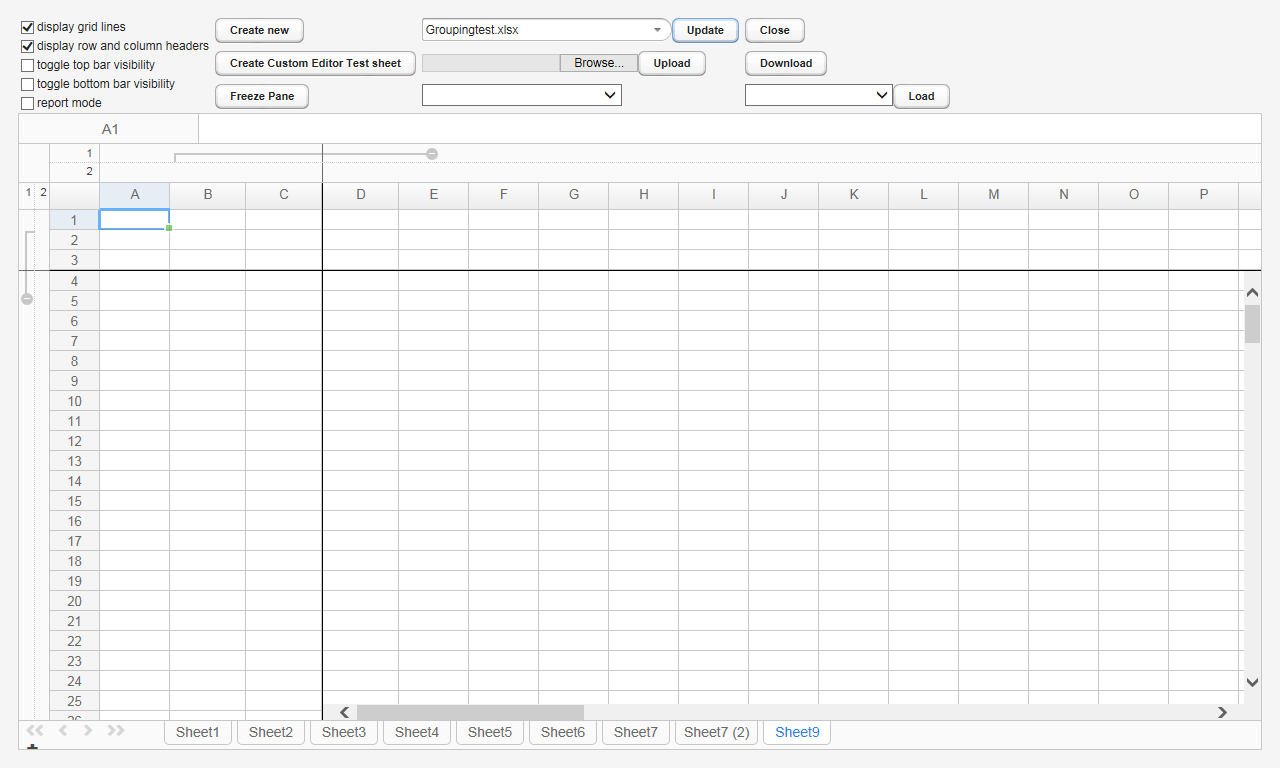 display grid lines
display row and column headers
toggle top bar visibility
toggle bottom bar visibility
report mode
Create new
Groupingtest.xlsx
Update
Close
Create Custom Editor Test sheet
Browse...
Upload
Download
Freeze Pane
Load
A1
1
2
1 2
A B C D E F G H I J K L M N O P
1
2
3
4
5
6
7
8
9
10
11
12
13
14
15
16
17
18
19
20
21
22
23
24
25
26
Sheet1 Sheet2 Sheet3 Sheet4 Sheet5 Sheet6 Sheet7 Sheet7 (2) Sheet9